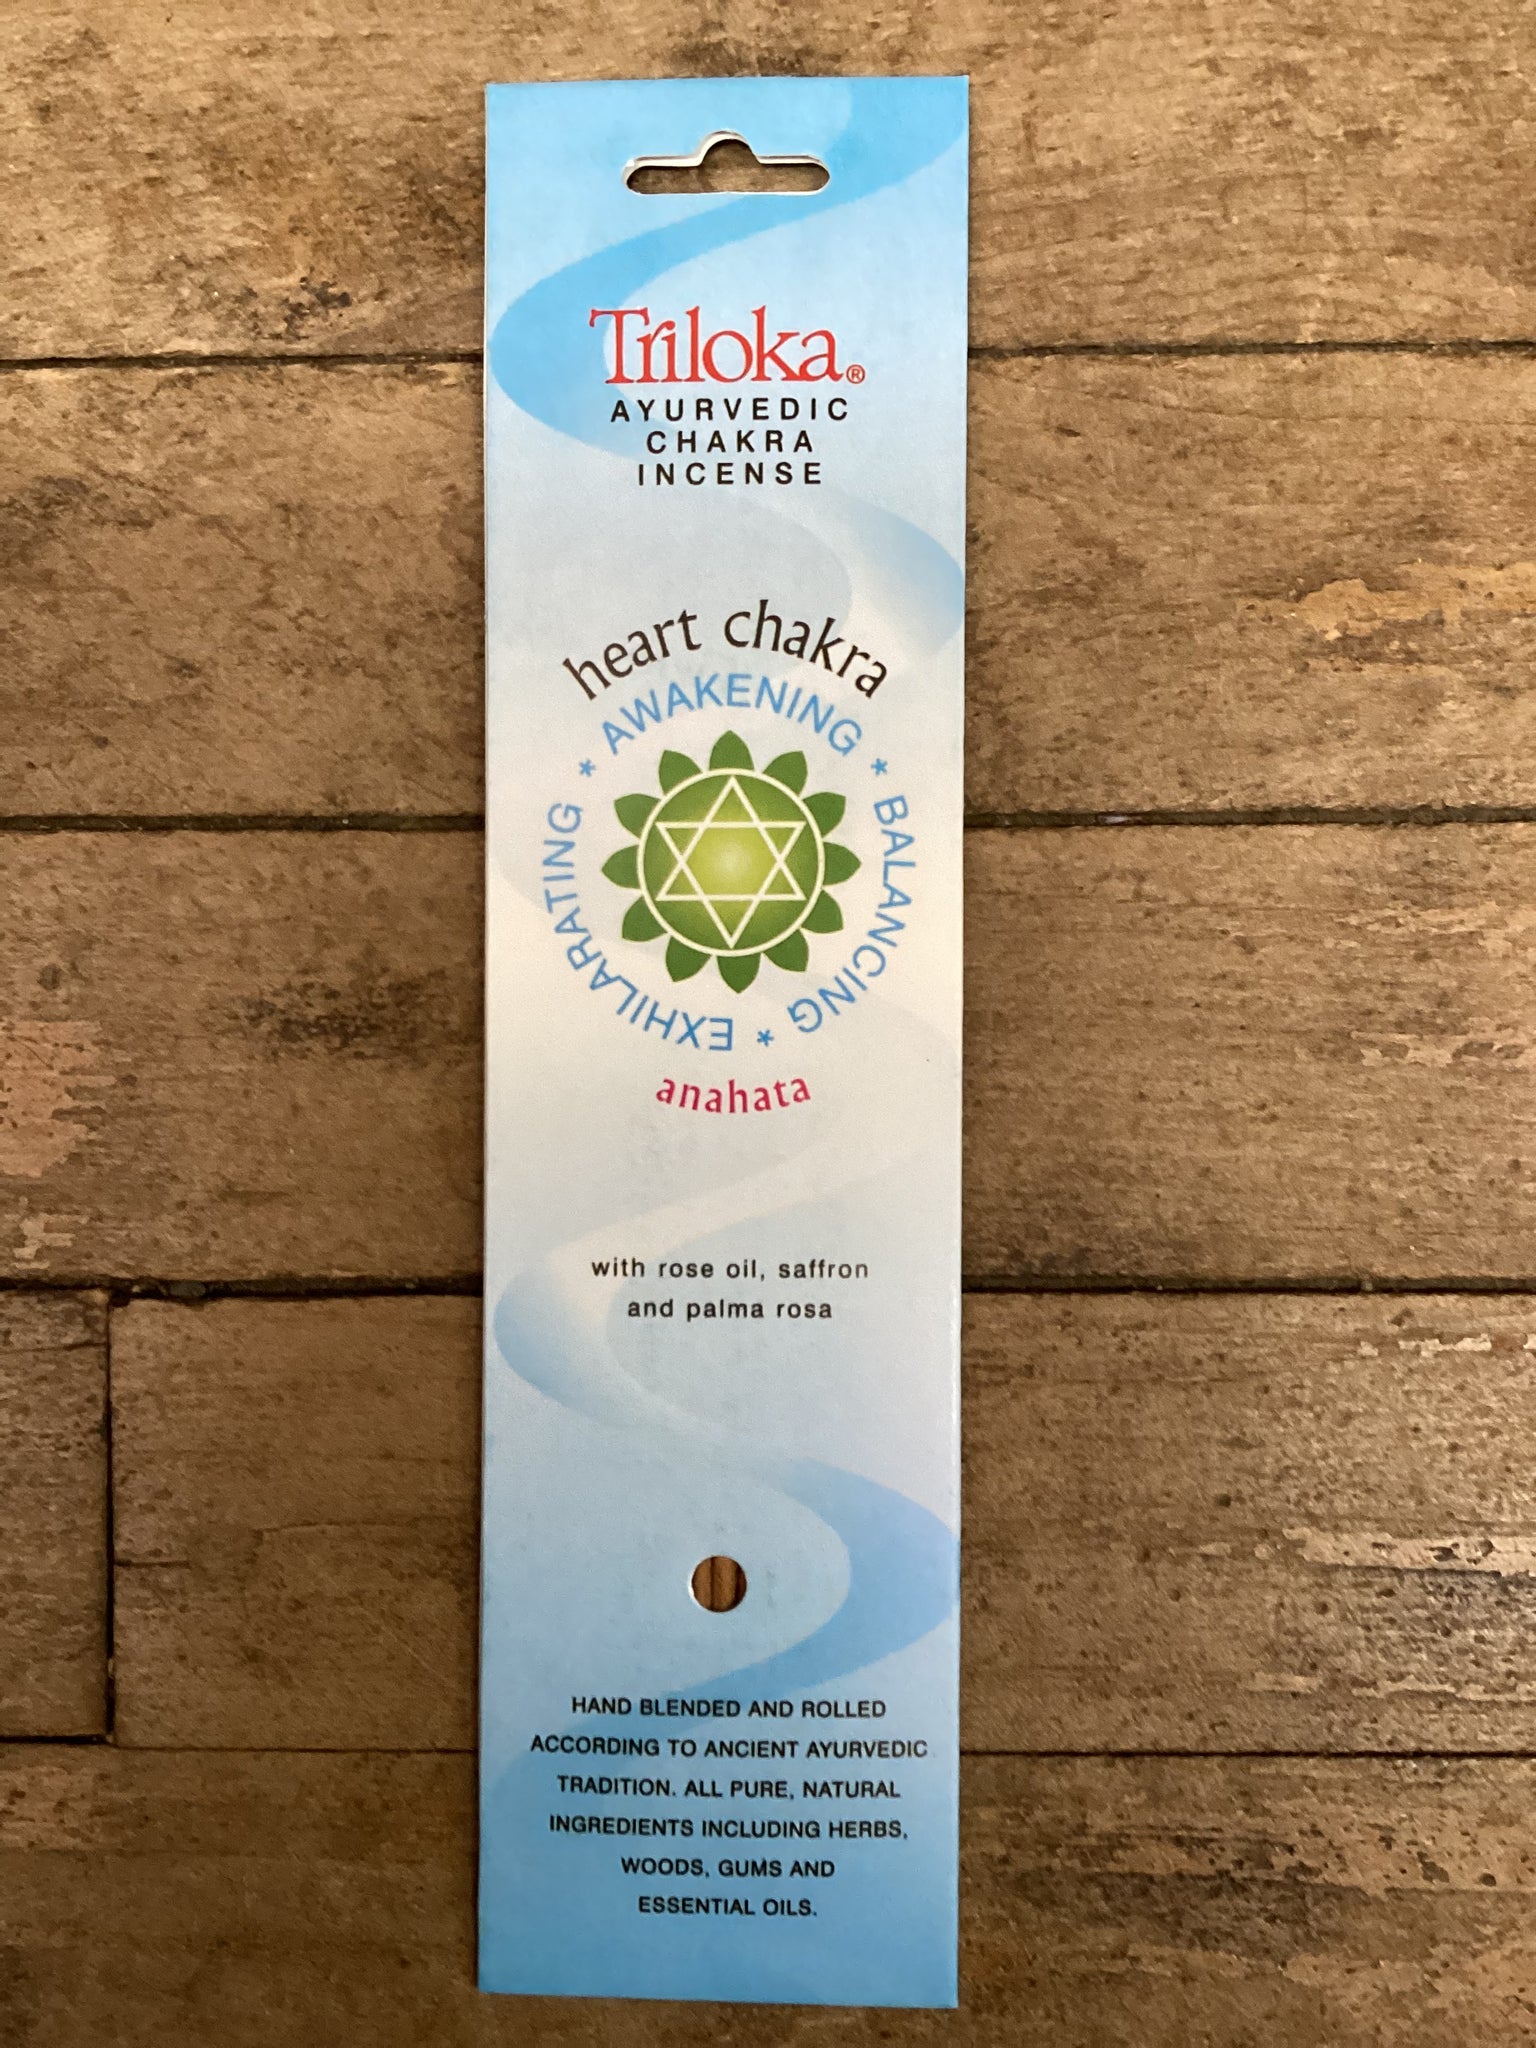 Triloka®
AYURVEDIC
CHAKRA
INCENSE
heart chakra
AWAKENING * BALANCING * EXHILARATING *
anahata
with rose oil, saffron
and palma rosa
HAND BLENDED AND ROLLED
ACCORDING TO ANCIENT AYURVEDIC
TRADITION. ALL PURE, NATURAL
INGREDIENTS INCLUDING HERBS,
WOODS, GUMS AND
ESSENTIAL OILS.